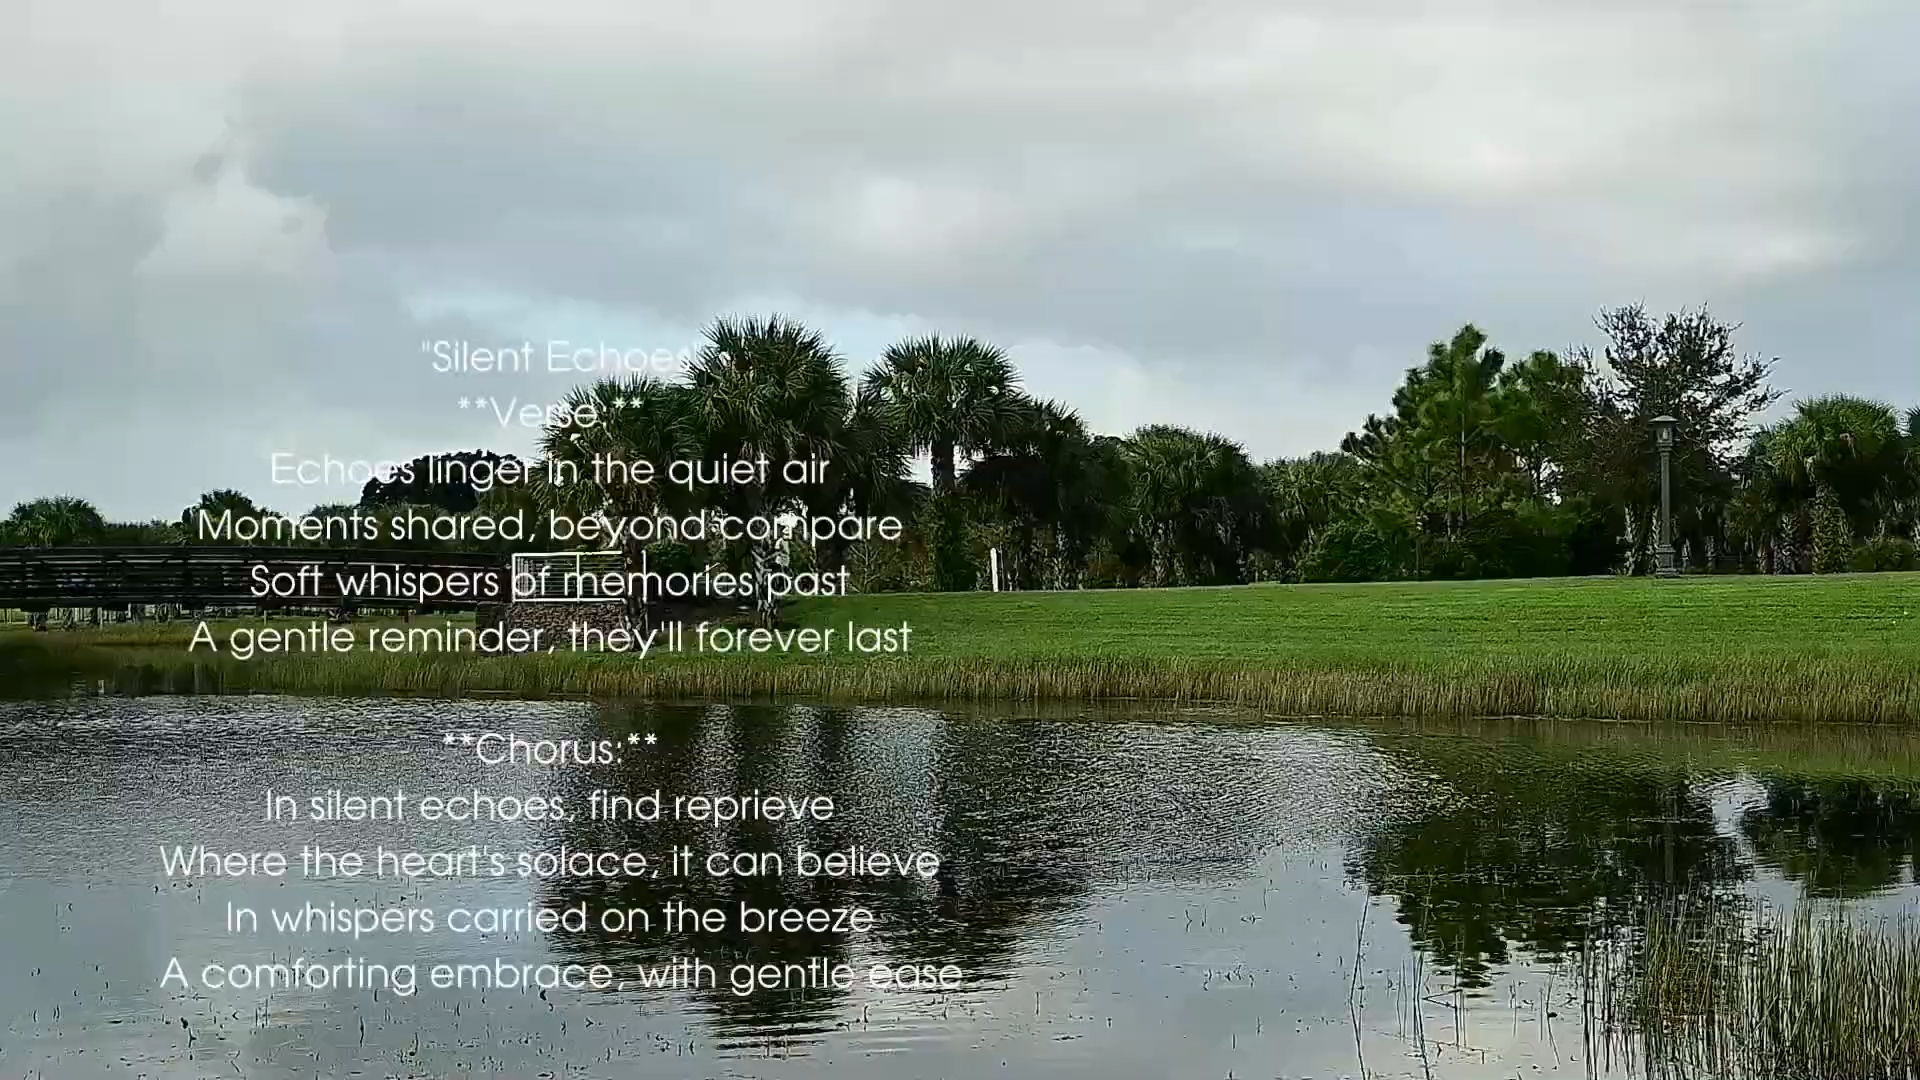 "Silent Echoes"
**Verse:**
Echoes linger in the quiet air
Moments shared, beyond compare
Soft whispers of memories past
A gentle reminder, they'll forever last
**Chorus:**
In silent echoes, find reprieve
Where the heart's solace, it can believe
In whispers carried on the breeze
A comforting embrace, with gentle ease